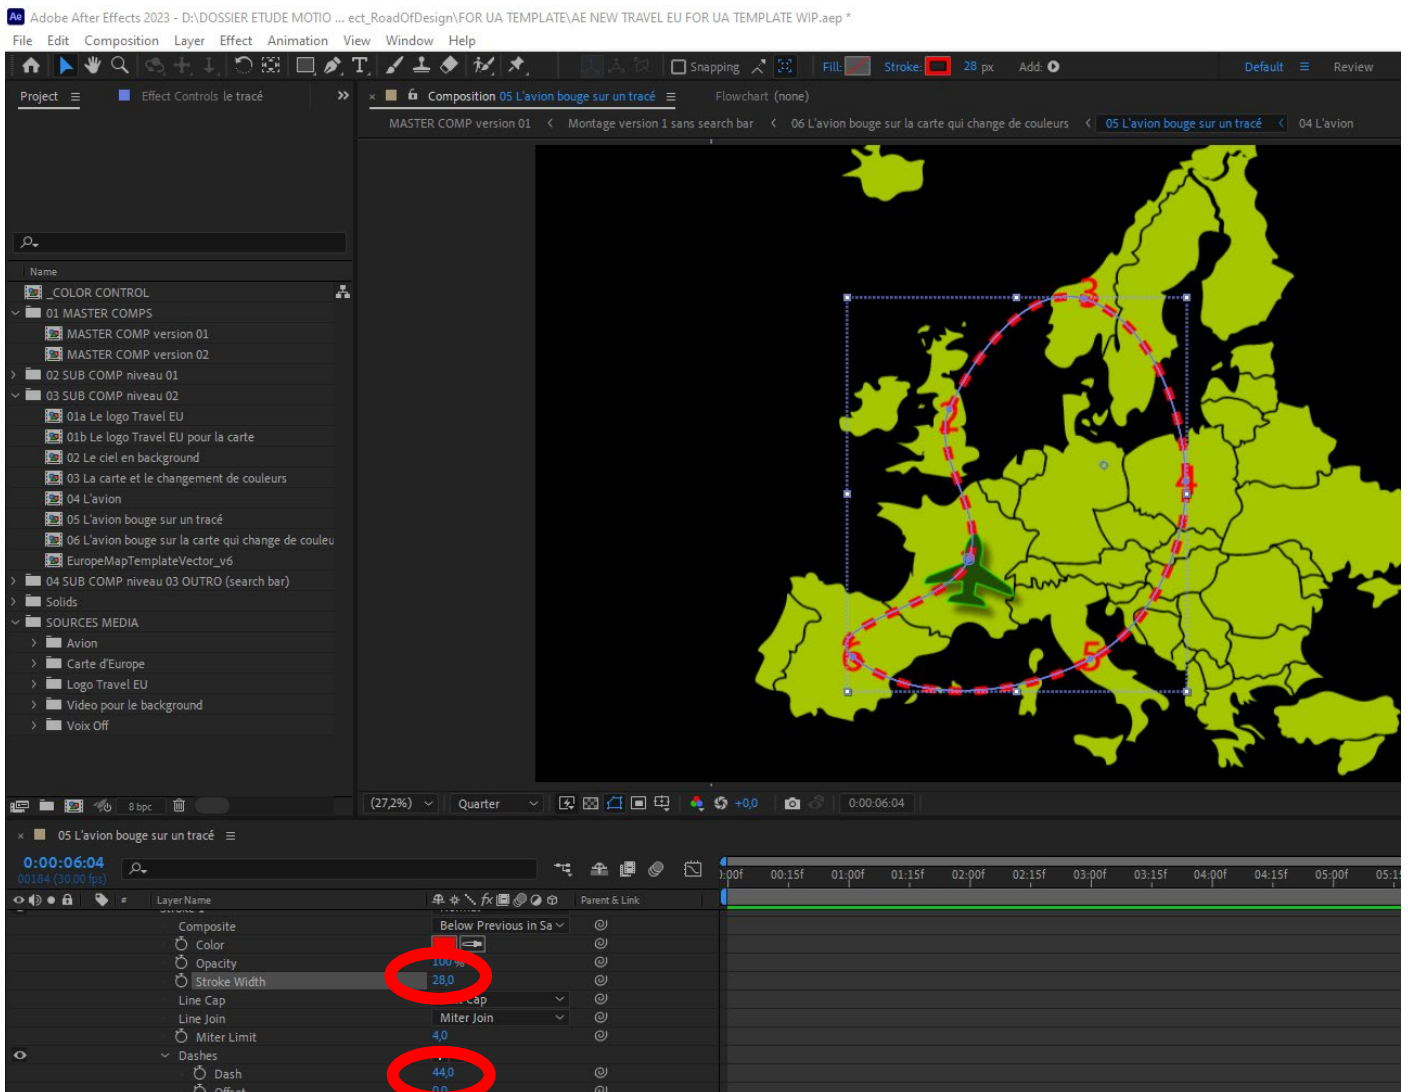 Ae Adobe After Effects 2023 - D:\DOSSIER ETUDE MOTIO ... ect_RoadOfDesign\FOR UA TEMPLATE\AE NEW TRAVEL EU FOR UA TEMPLATE WIP.aep *
File Edit Composition Layer Effect Animation View Window Help
Snapping Fill: Stroke: 28 px Add: Default Review
Project Effect Controls le tracé
Composition 05 L'avion bouge sur un tracé Flowchart (none)
MASTER COMP version 01 < Montage version 1 sans search bar < 06 L'avion bouge sur la carte qui change de couleurs < 05 L'avion bouge sur un tracé < 04 L'avion
Name
_COLOR CONTROL
01 MASTER COMPS
MASTER COMP version 01
MASTER COMP version 02
02 SUB COMP niveau 01
03 SUB COMP niveau 02
01a Le logo Travel EU
01b Le logo Travel EU pour la carte
02 Le ciel en background
03 La carte et le changement de couleurs
04 L'avion
05 L'avion bouge sur un tracé
06 L'avion bouge sur la carte qui change de couleu
EuropeMapTemplateVector_v6
04 SUB COMP niveau 03 OUTRO (search bar)
Solids
SOURCES MEDIA
Avion
Carte d'Europe
Logo Travel EU
Video pour le background
Voix Off
3
2
4
5
6
8 bpc
(27,2%) Quarter +0,0 0:00:06:04
05 L'avion bouge sur un tracé
0:00:06:04
00184 (30.00 fps)
):00f 00:15f 01:00f 01:15f 02:00f 02:15f 03:00f 03:15f 04:00f 04:15f 05:00f 05:1
# Layer Name Parent & Link
Composite Below Previous in Sa
Color
Opacity 100 %
Stroke Width 28,0
Line Cap Cap
Line Join Miter Join
Miter Limit 4,0
Dashes
Dash 44,0
Offset 0,0